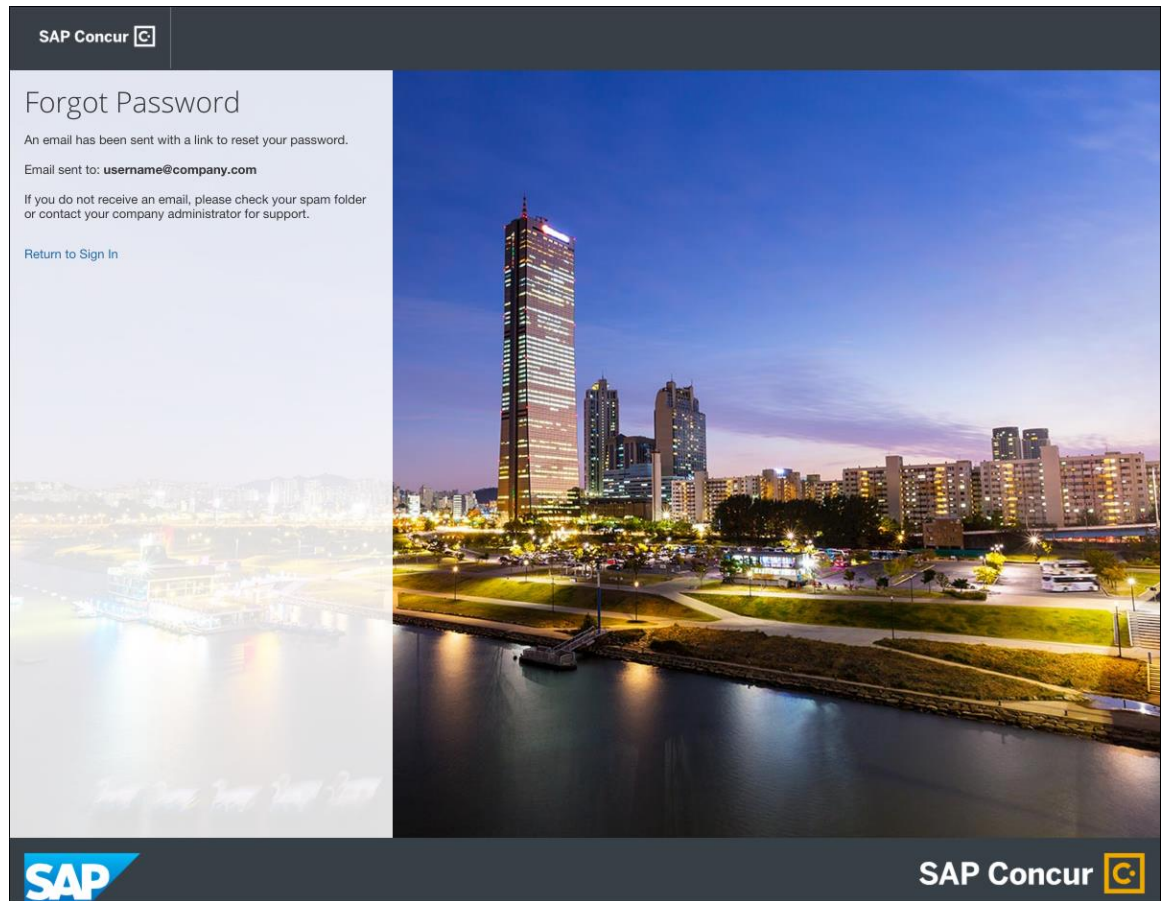 SAP Concur C
Forgot Password
An email has been sent with a link to reset your password.
Email sent to: username@company.com
If you do not receive an email, please check your spam folder
or contact your company administrator for support.
Return to Sign In
SAP
SAP Concur C